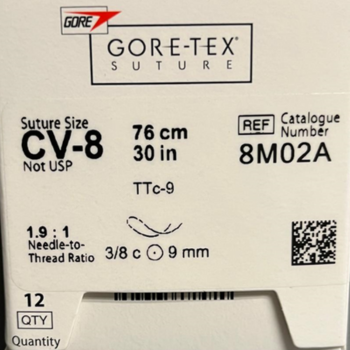 GORE
GORE-TEX®
SUTURE
Suture Size
CV-8
Not USP
76 cm
30 in
REF Catalogue Number
8M02A
TTc-9
1.9 : 1
Needle-to-
Thread Ratio
3/8 c 9 mm
12
QTY
Quantity